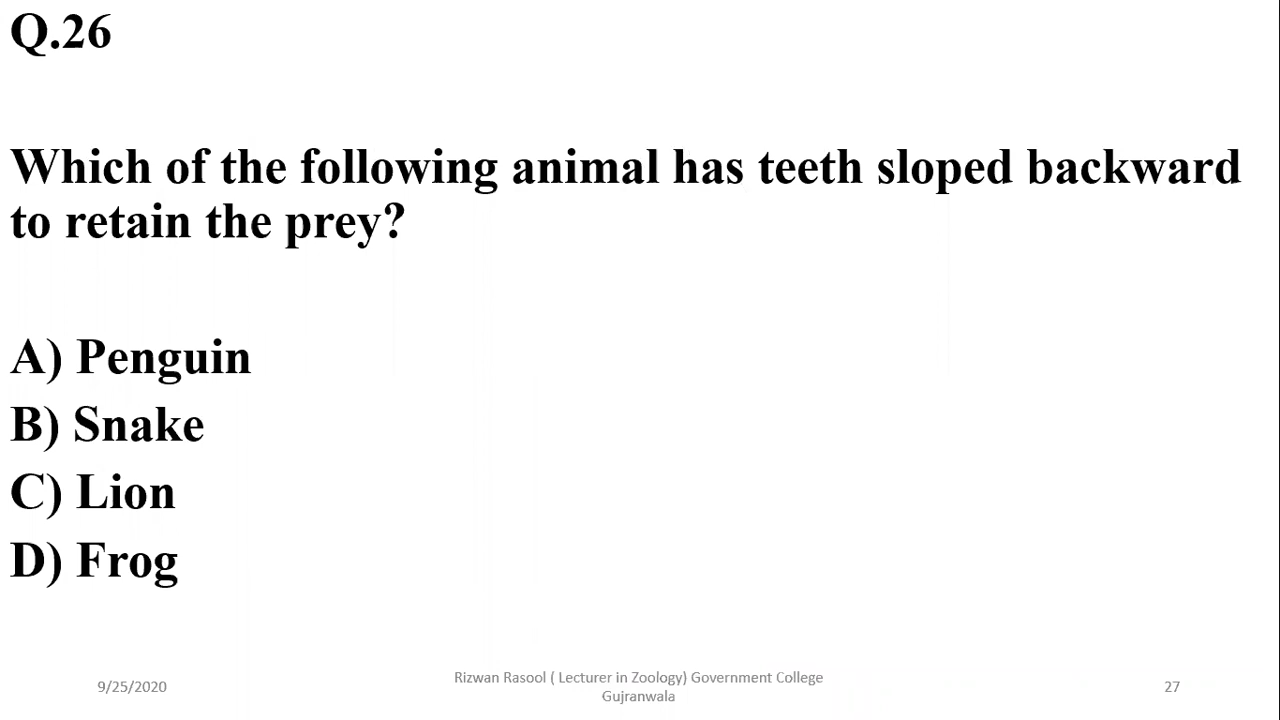 Q.26
Which of the following animal has teeth sloped backward
to retain the prey?
A) Penguin
B) Snake
C) Lion
D) Frog
9/25/2020
Rizwan Rasool ( Lecturer in Zoology) Government College
Gujranwala
27